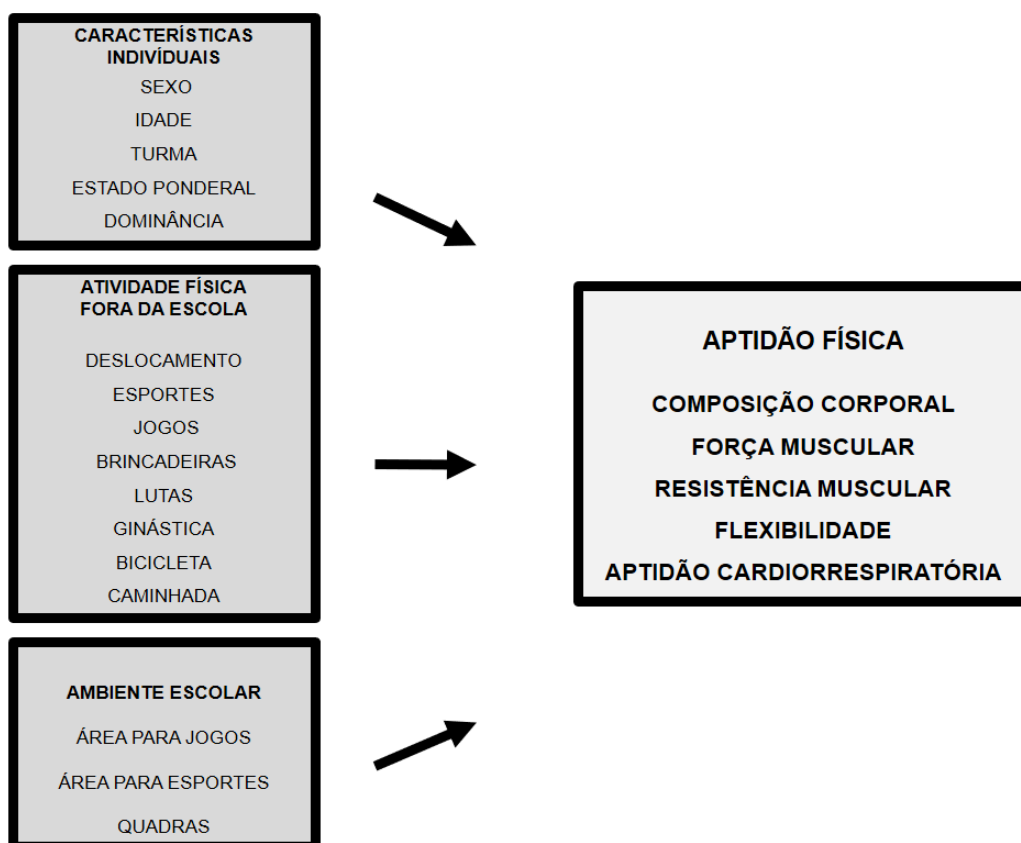 CARACTERÍSTICAS
INDIVÍDUAIS
SEXO
IDADE
TURMA
ESTADO PONDERAL
DOMINÂNCIA
ATIVIDADE FÍSICA
FORA DA ESCOLA
DESLOCAMENTO
ESPORTES
JOGOS
BRINCADEIRAS
LUTAS
GINÁSTICA
BICICLETA
CAMINHADA
AMBIENTE ESCOLAR
ÁREA PARA JOGOS
ÁREA PARA ESPORTES
QUADRAS
APTIDÃO FÍSICA
COMPOSIÇÃO CORPORAL
FORÇA MUSCULAR
RESISTÊNCIA MUSCULAR
FLEXIBILIDADE
APTIDÃO CARDIORRESPIRATÓRIA